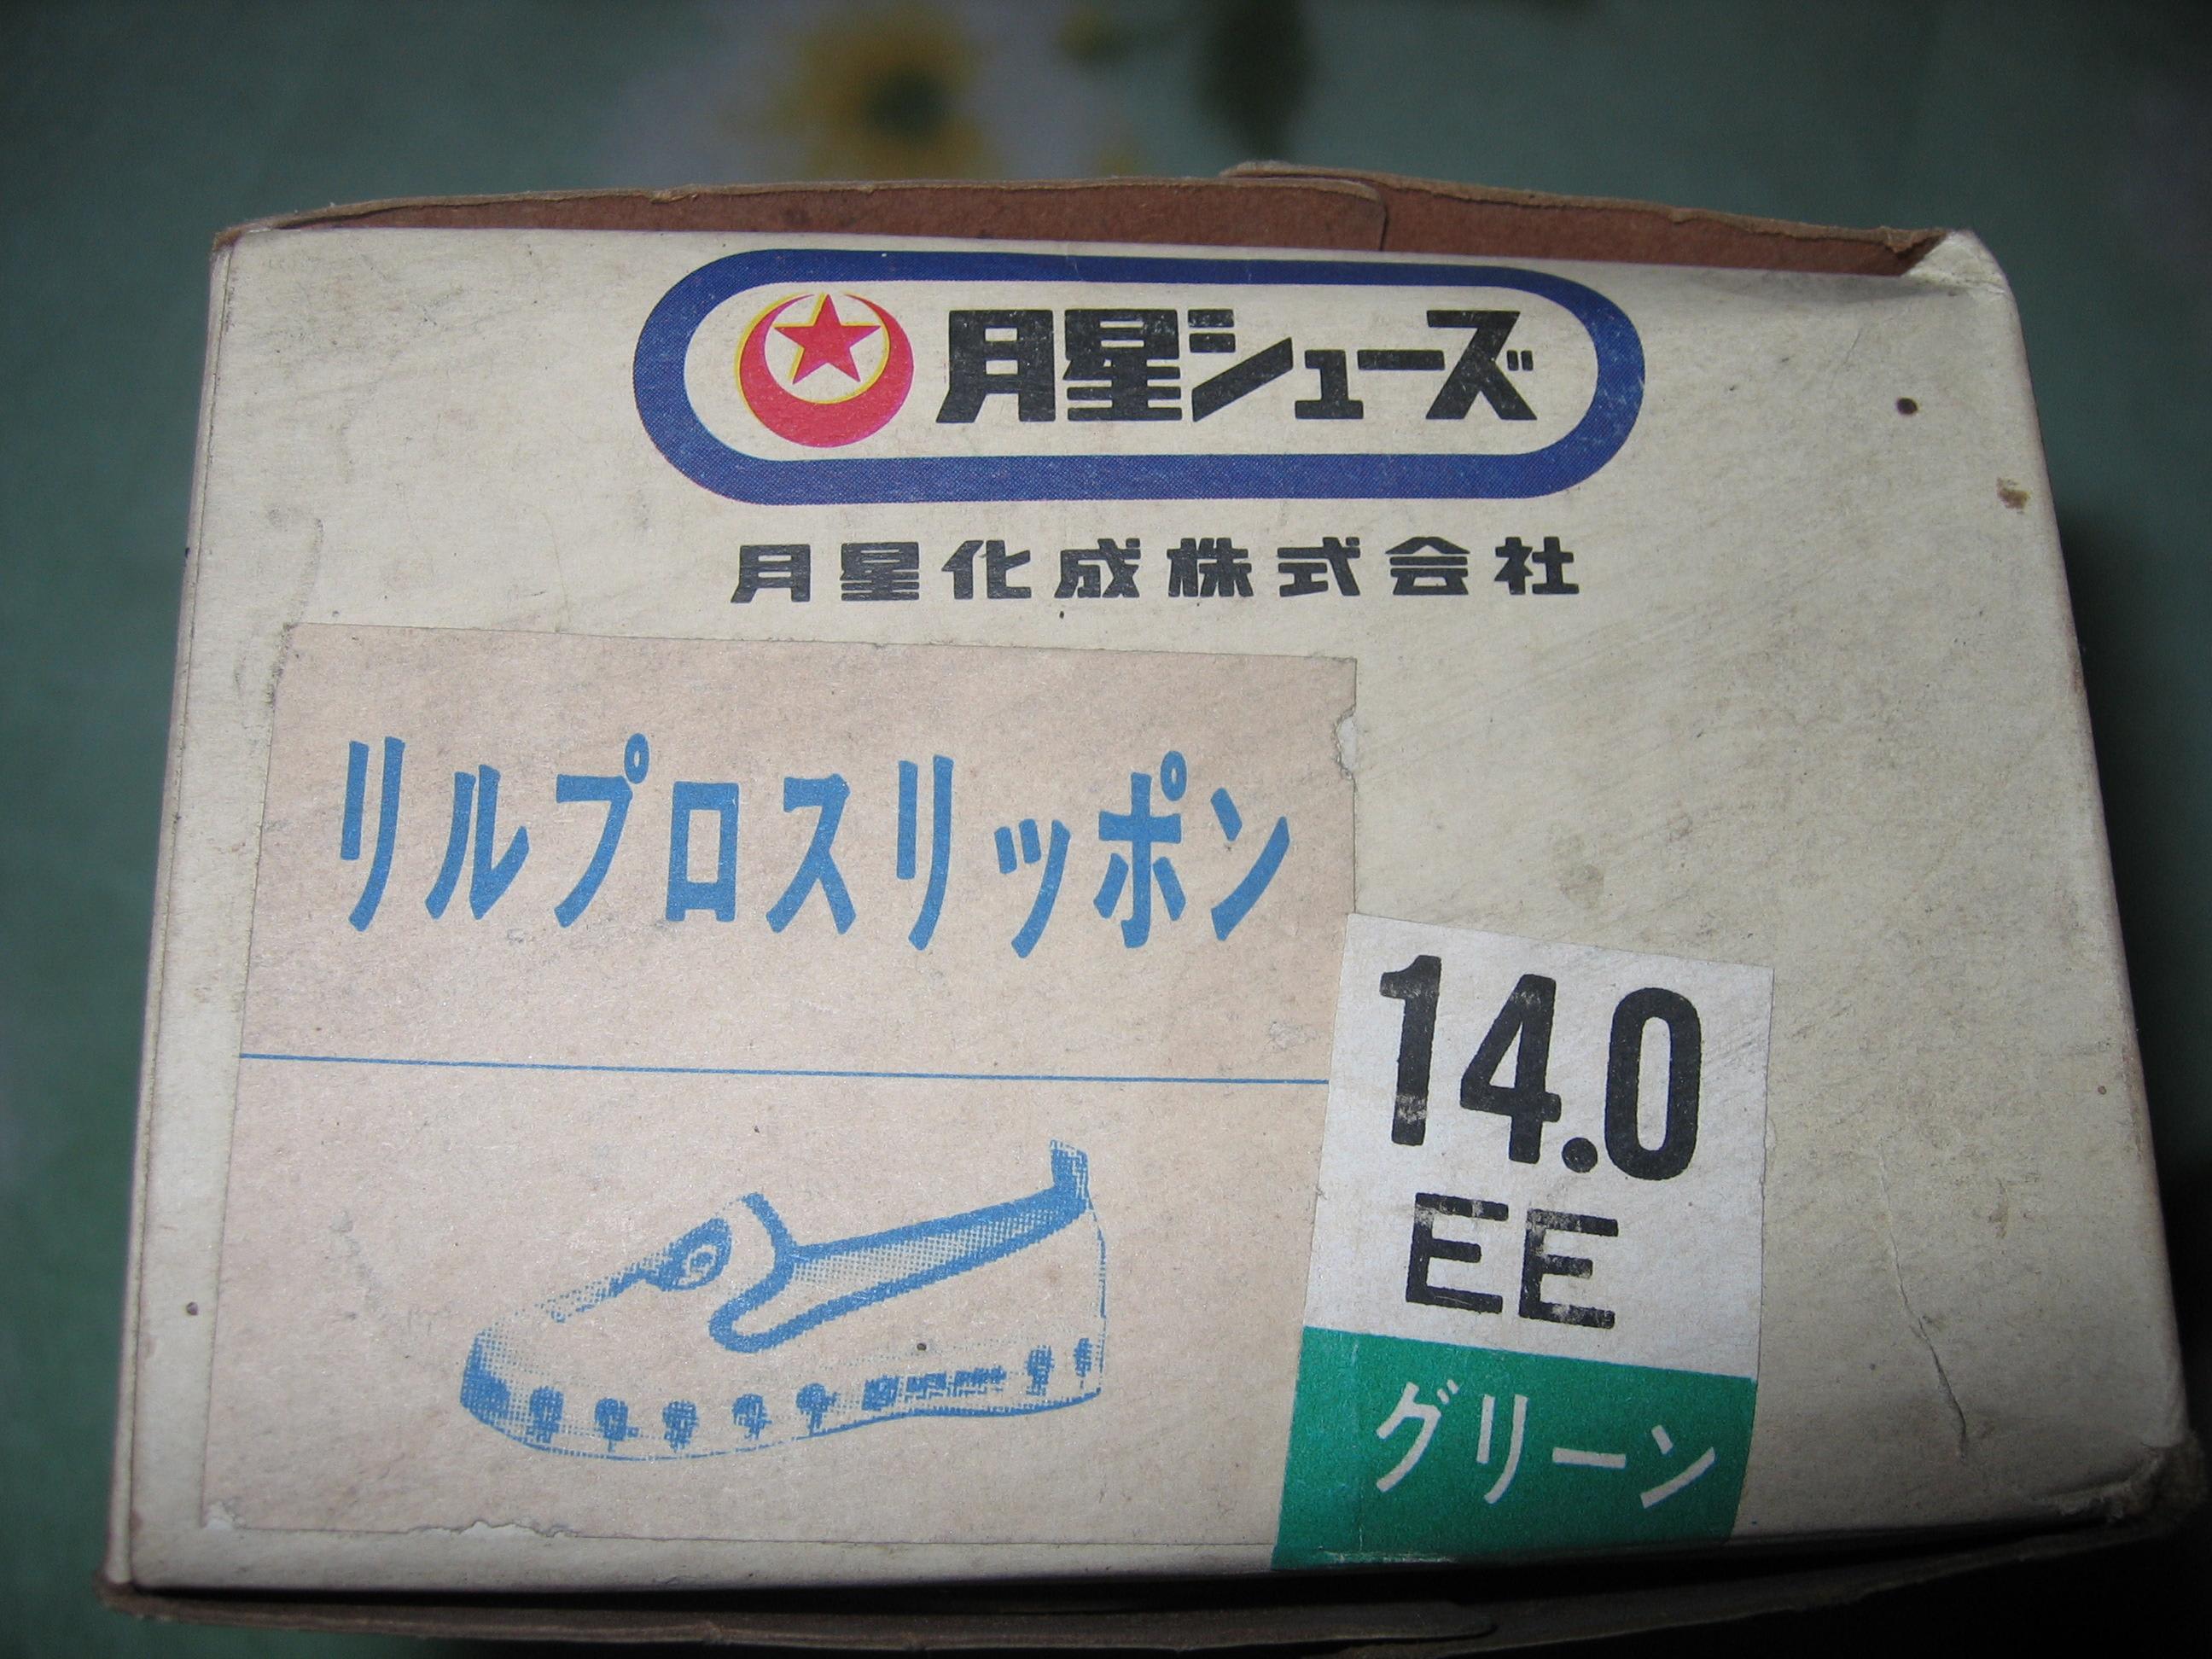 月星シューズ
月星化成株式会社
リルプロスリッポン
14.0
EE
グリーン